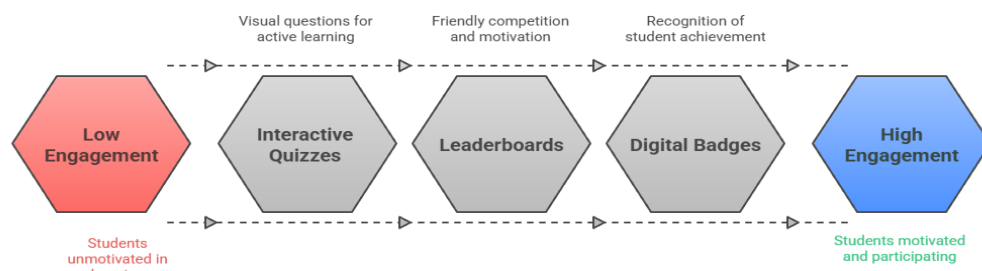 Visual questions for
active learning
Friendly competition
and motivation
Recognition of
student achievement
Low
Engagement
Interactive
Quizzes
Leaderboards
Digital Badges
High
Engagement
Students
unmotivated in
Students motivated
and participating